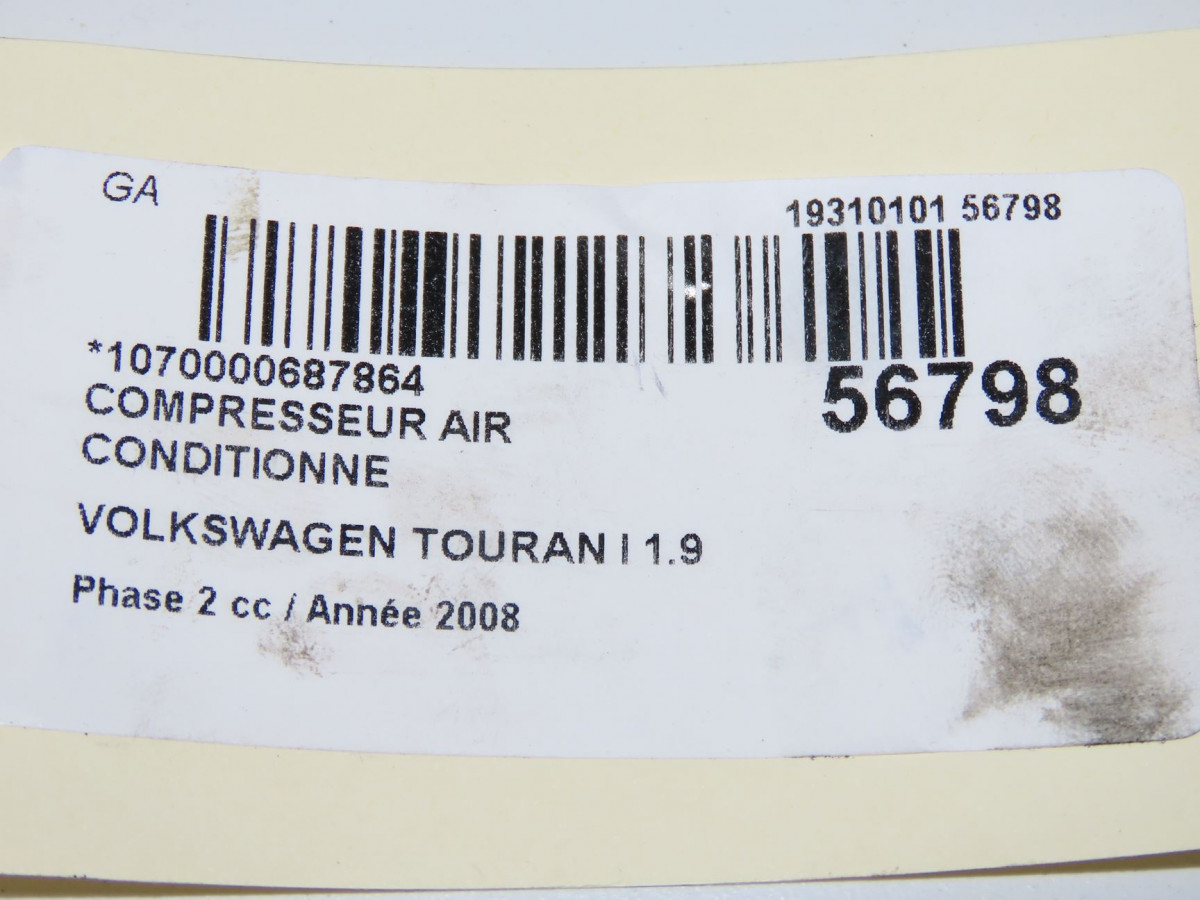 GA
19310101 56798
*1070000687864
56798
COMPRESSEUR AIR
CONDITIONNE
VOLKSWAGEN TOURAN I 1.9
Phase 2 cc / Année 2008